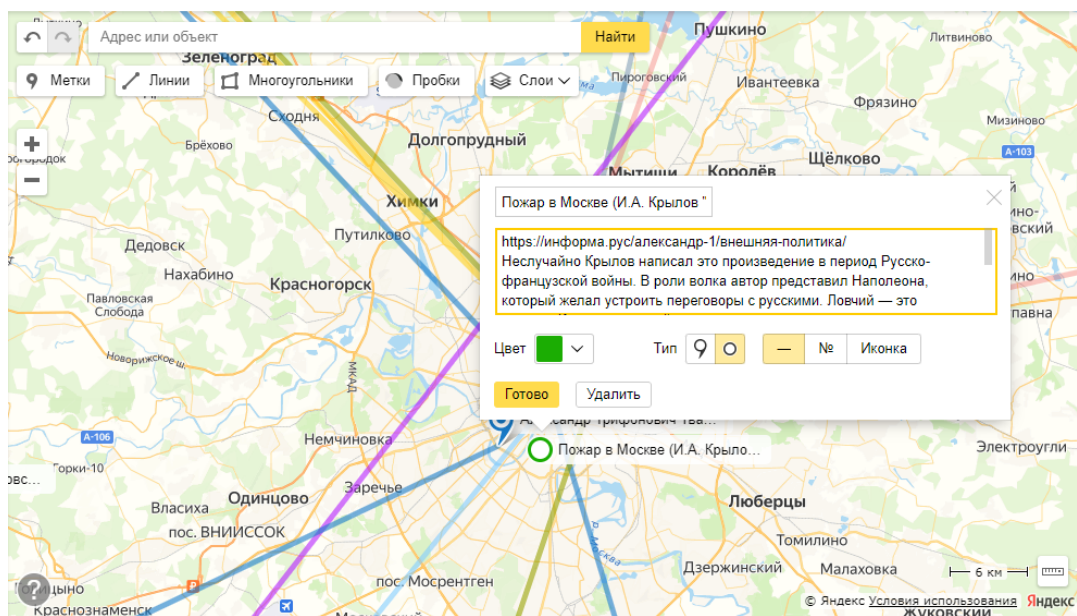 Адрес или объект
Найти
Метки
Линии
Многоугольники
Пробки
Слои
Пушкино
Литвиново
Зеленоград
Пироговский
Ивантеевка
Фрязино
Сходня
Мизиново
Брёхово
Долгопрудный
Щёлково
А-103
Мытищи
Королёв
Химки
Пожар в Москве (И.А. Крылов "
Путилково
https://информа.рус/александр-1/внешняя-политика/
Неслучайно Крылов написал это произведение в период Русско-
французской войны. В роли волка автор представил Наполеона,
который желал устроить переговоры с русскими. Ловчий — это
Дедовск
Нахабино
Красногорск
Павловская
Слобода
Цвет
Тип
—
№
Иконка
Новорижское ш.
МКАД
Готово
Удалить
А-106
Немчиновка
Пожар в Москве (И.А. Крыло...
Электроугли
Горки-10
Заречье
Одинцово
Власиха
Люберцы
пос. ВНИИССОК
р. Москва
Томилино
Дзержинский
Малаховка
6 км
пос. Мосрентген
Краснознаменск
© Яндекс Условия использования Яндекс
Жуковский